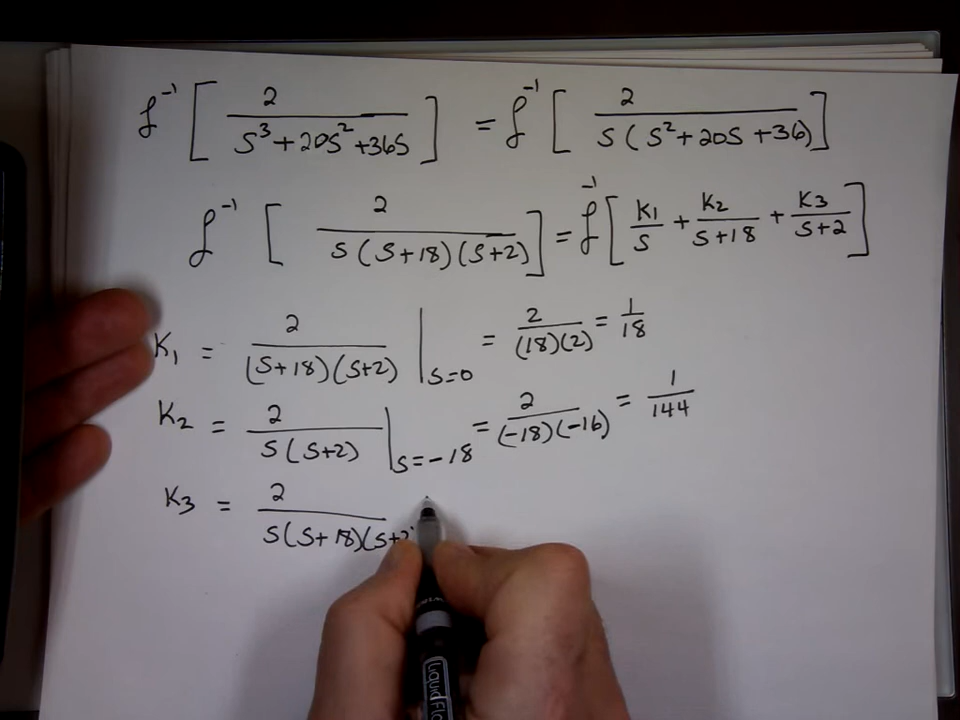 ℒ⁻¹ [ 2 / (S³+20S²+36S) ] = ℒ⁻¹ [ 2 / (S(S²+20S+36)) ]
ℒ⁻¹ [ 2 / (S(S+18)(S+2)) ] = ℒ⁻¹ [ K₁/S + K₂/(S+18) + K₃/(S+2) ]
K₁ = 2 / ((S+18)(S+2)) |S=0 = 2 / ((18)(2)) = 1/18
K₂ = 2 / (S(S+2)) |S=-18 = 2 / ((-18)(-16)) = 1/144
K₃ = 2 / (S(S+18)(S+2)
Liquid